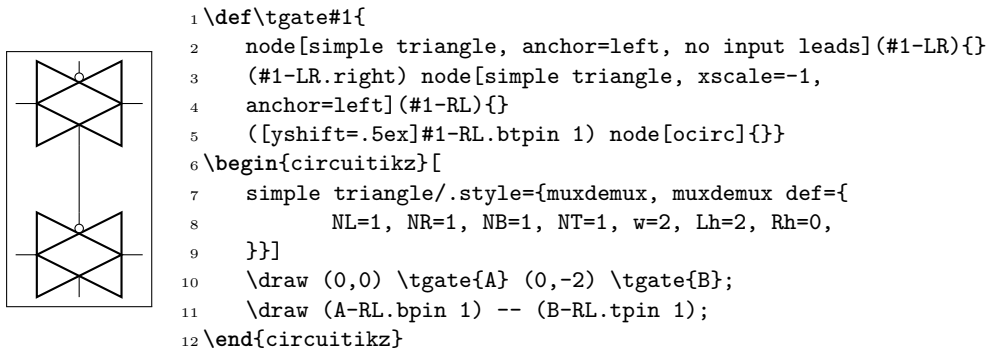 1 \def\tgate#1{
2     node[simple triangle, anchor=left, no input leads](#1-LR){}
3     (#1-LR.right) node[simple triangle, xscale=-1,
4     anchor=left](#1-RL){}
5     ([yshift=.5ex]#1-RL.btpin 1) node[ocirc]{}}
6 \begin{circuitikz}[
7     simple triangle/.style={muxdemux, muxdemux def={
8         NL=1, NR=1, NB=1, NT=1, w=2, Lh=2, Rh=0,
9     }}]
10     \draw (0,0) \tgate{A} (0,-2) \tgate{B};
11     \draw (A-RL.bpin 1) -- (B-RL.tpin 1);
12 \end{circuitikz}